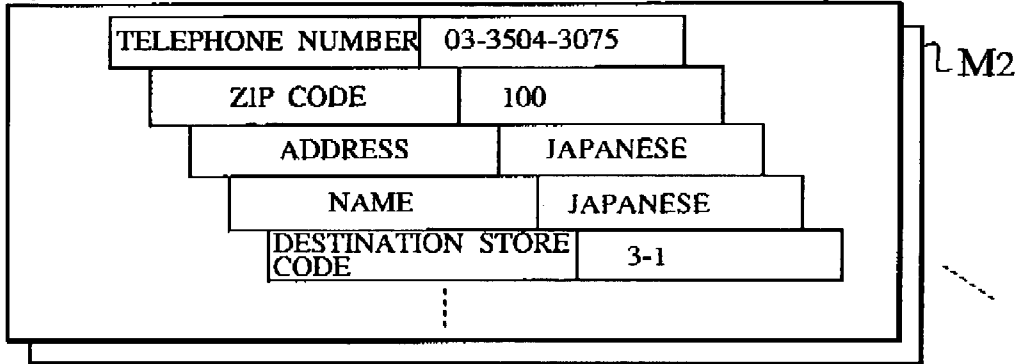 TELEPHONE NUMBER 03-3504-3075
ZIP CODE 100
ADDRESS JAPANESE
NAME JAPANESE
DESTINATION STORE
CODE 3-1
M2